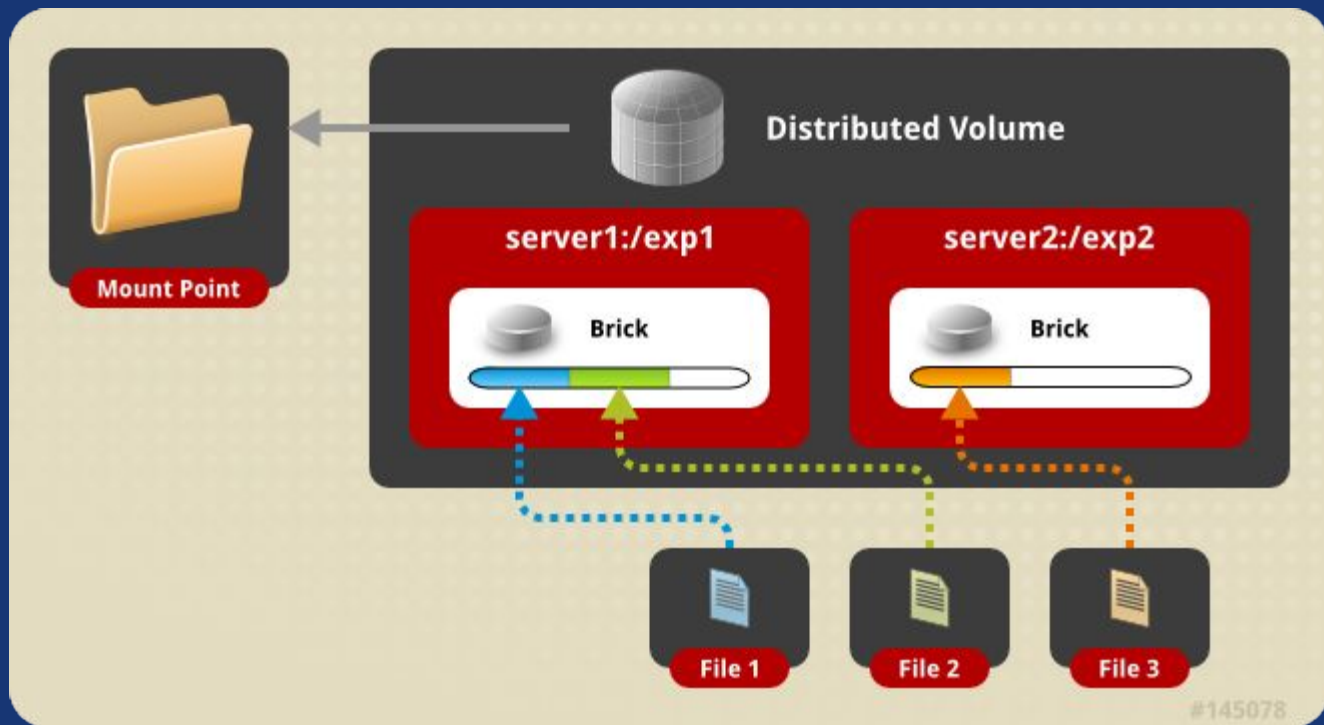 Distributed Volume
Mount Point
server1:/exp1
server2:/exp2
Brick
Brick
File 1
File 2
File 3
#145078